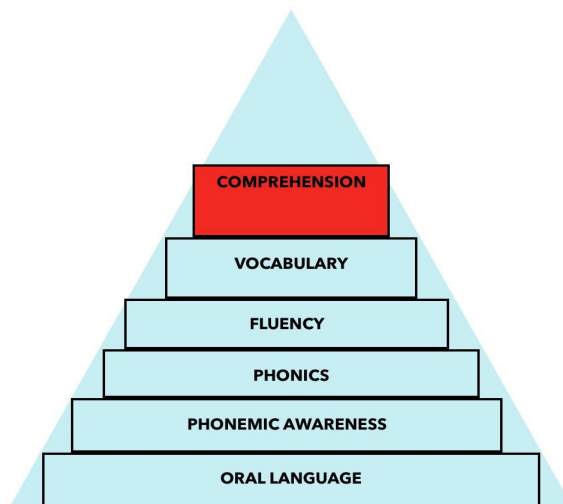 COMPREHENSION
VOCABULARY
FLUENCY
PHONICS
PHONEMIC AWARENESS
ORAL LANGUAGE